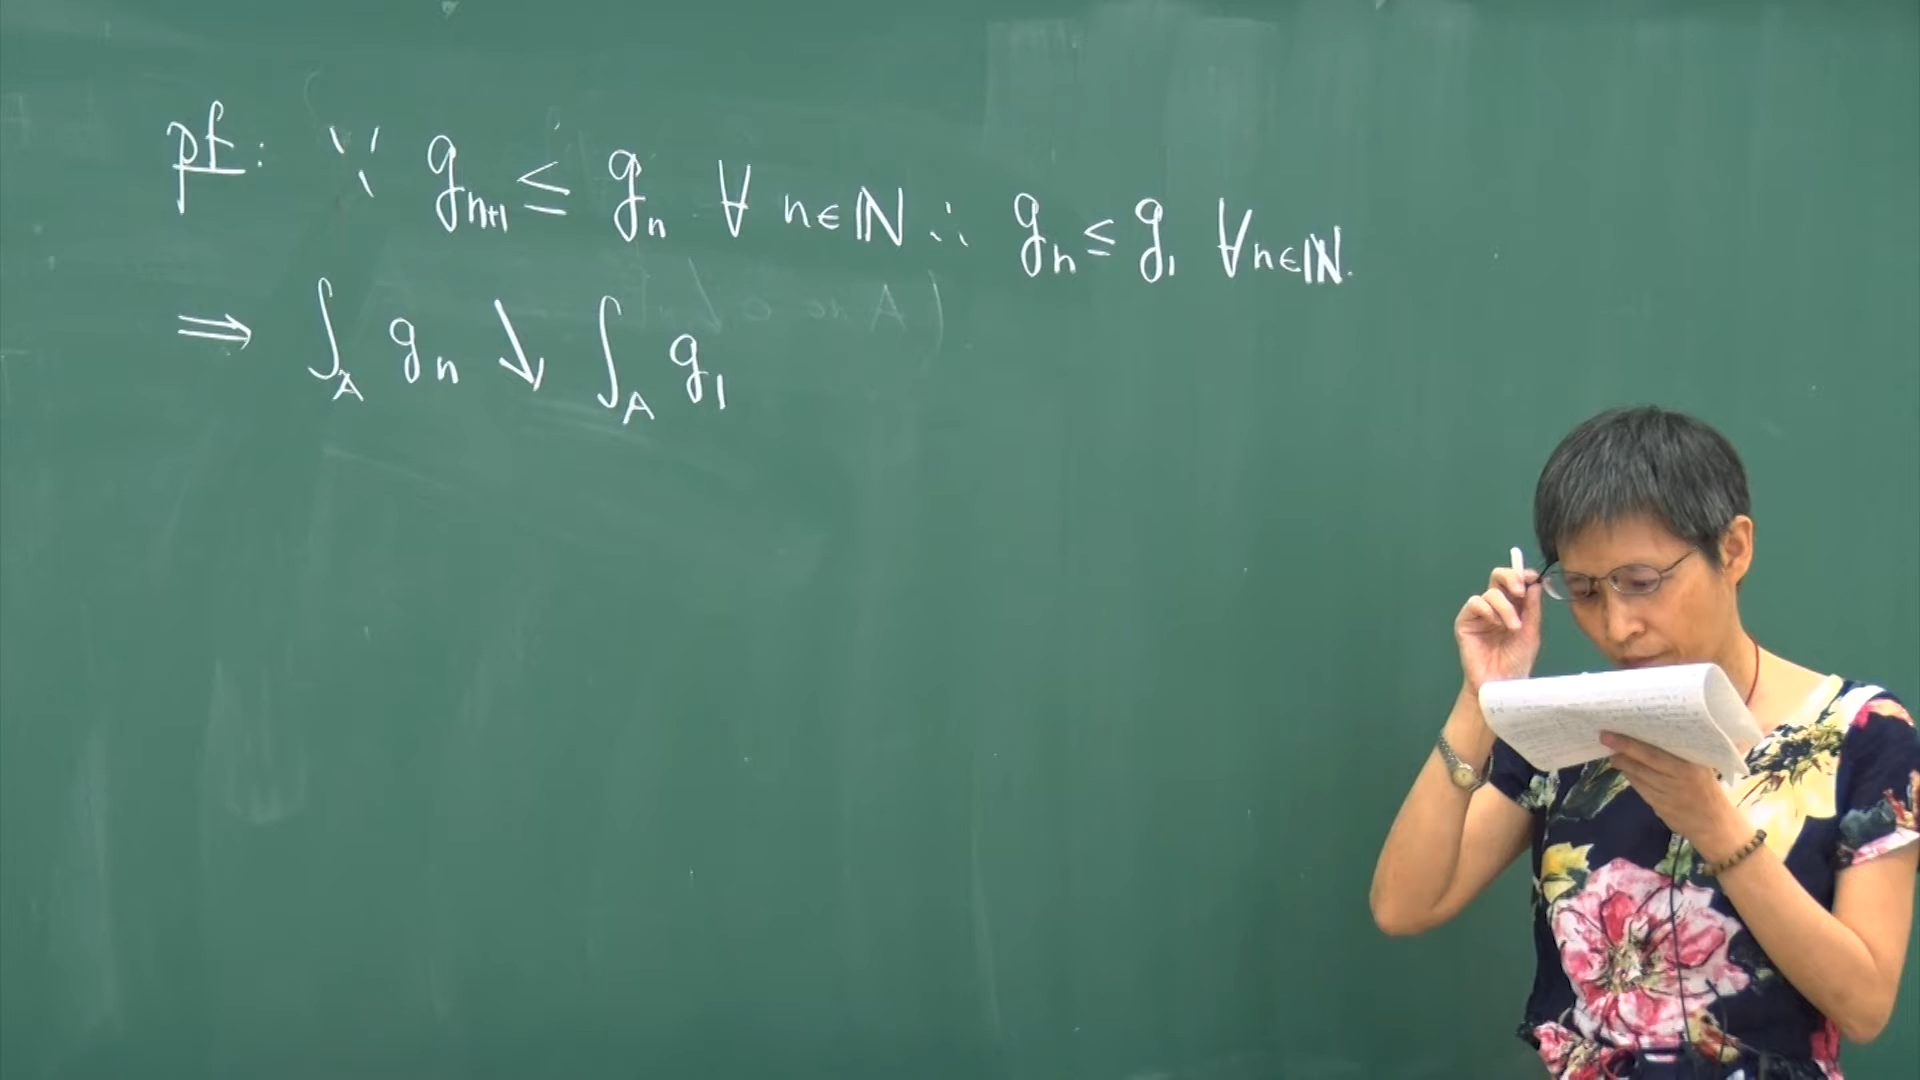 pf: ∵ gₙ₊₁ ≤ gₙ ∀ n∈ℕ ∴ gₙ ≤ g₁ ∀n∈ℕ.
⇒ ∫_A gₙ ↘ ∫_A g₁